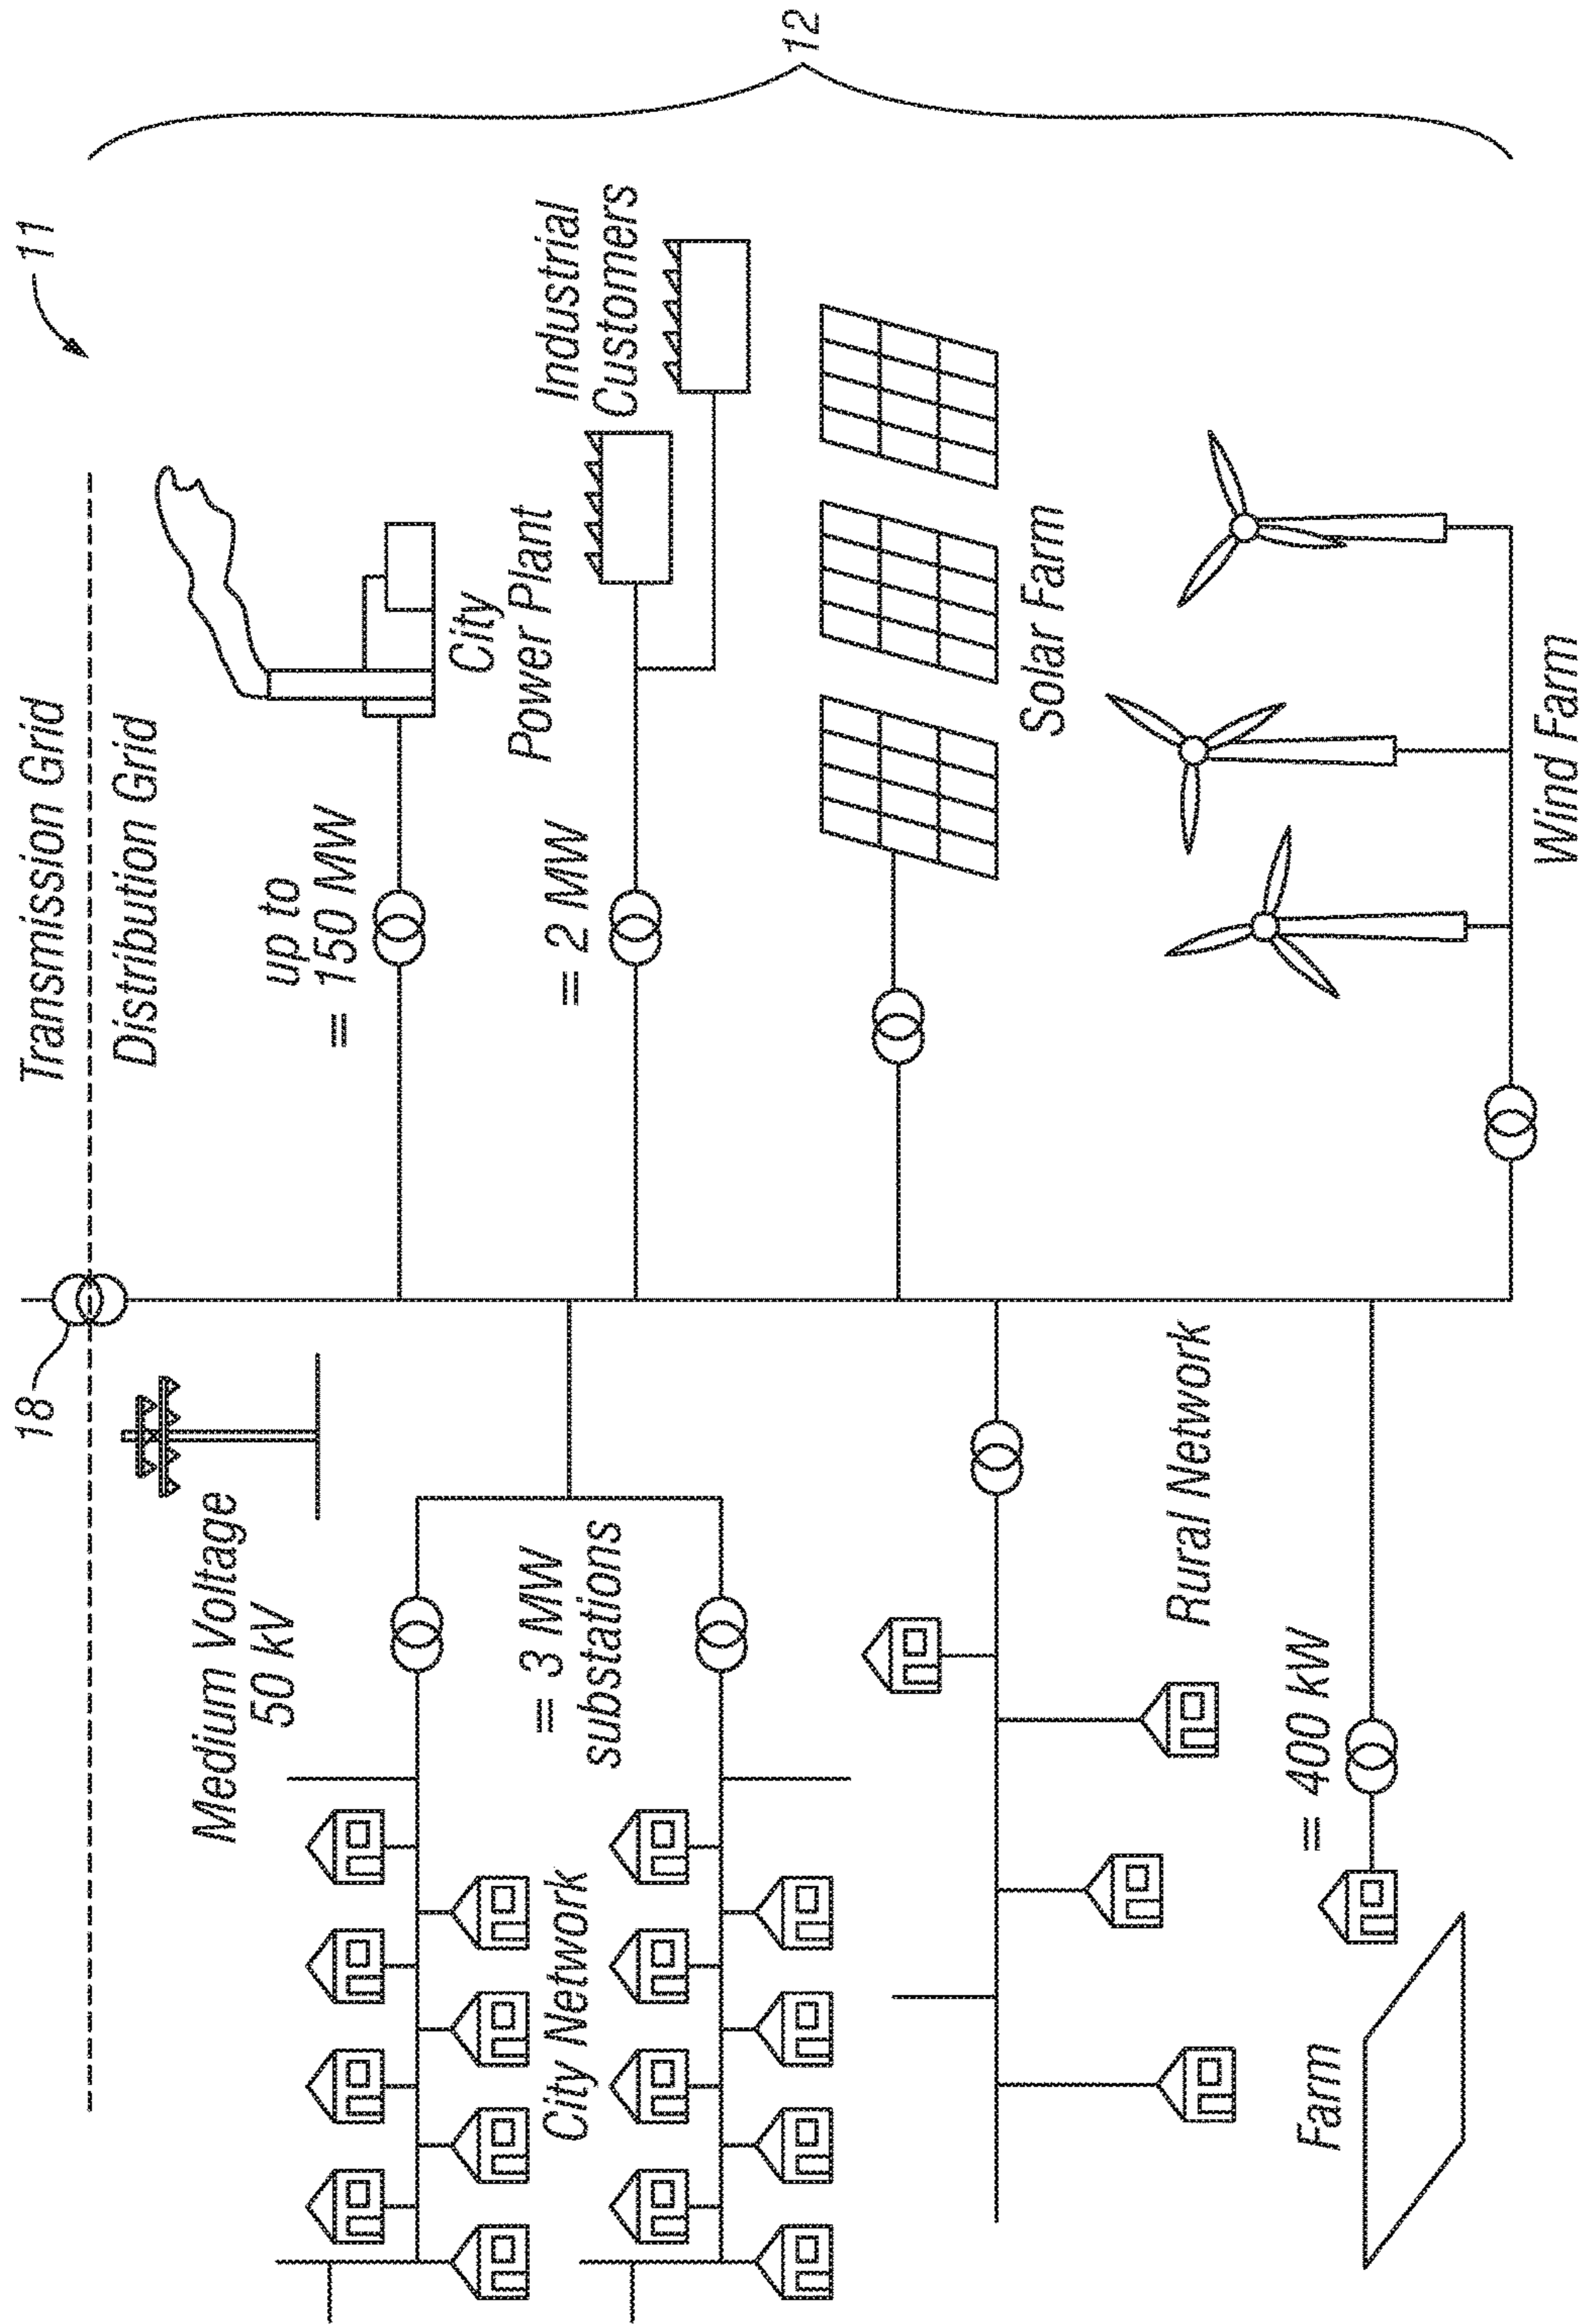 Transmission Grid
Distribution Grid
11
18
12
Medium Voltage
50 kV
up to
= 150 MW
City
Power Plant
= 3 MW
substations
City Network
= 2 MW
Industrial
Customers
Solar Farm
Rural Network
= 400 kW
Farm
Wind Farm